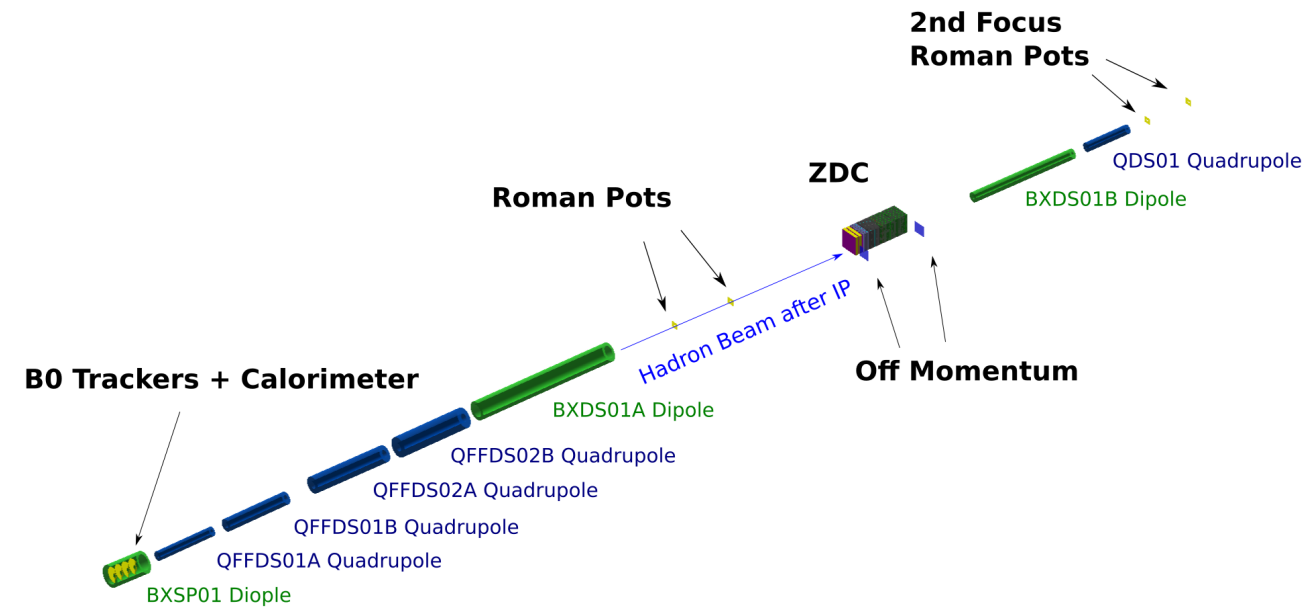 2nd Focus
Roman Pots
QDS01 Quadrupole
ZDC
BXDS01B Dipole
Roman Pots
Hadron Beam after IP
Off Momentum
B0 Trackers + Calorimeter
BXDS01A Dipole
QFFDS02B Quadrupole
QFFDS02A Quadrupole
QFFDS01B Quadrupole
QFFDS01A Quadrupole
BXSP01 Diople